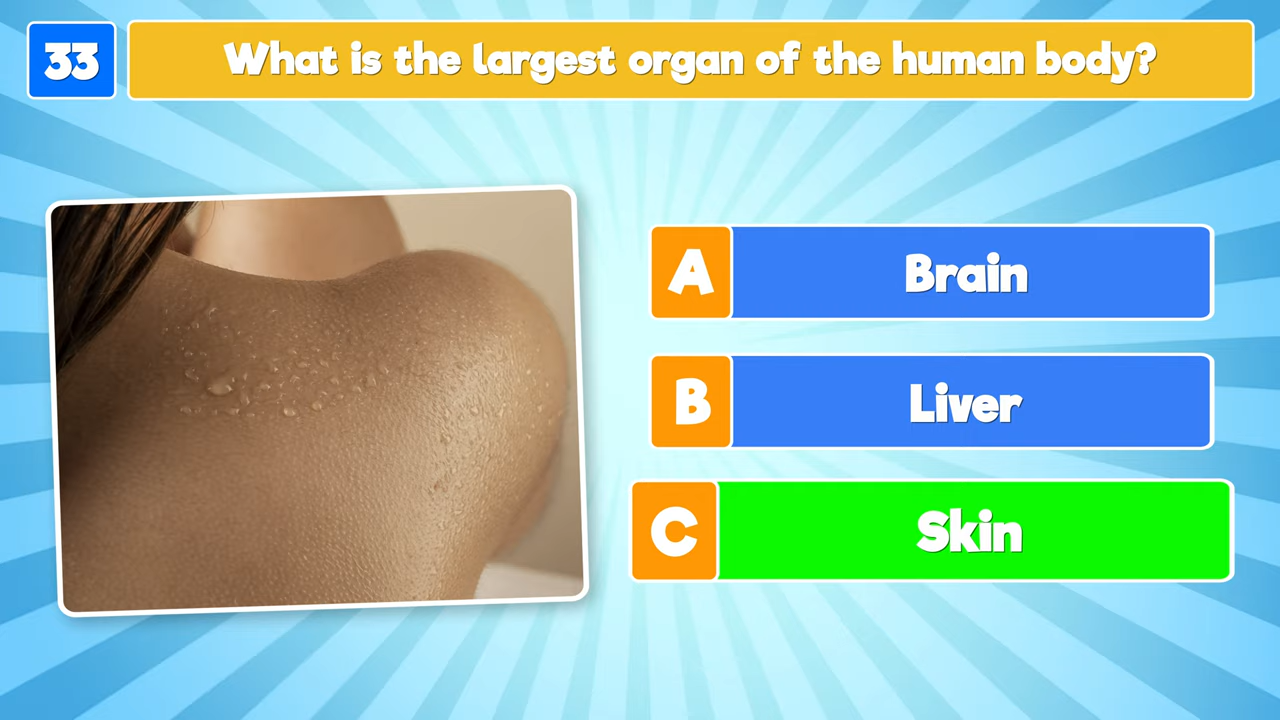 33
What is the largest organ of the human body?
A Brain
B Liver
C Skin